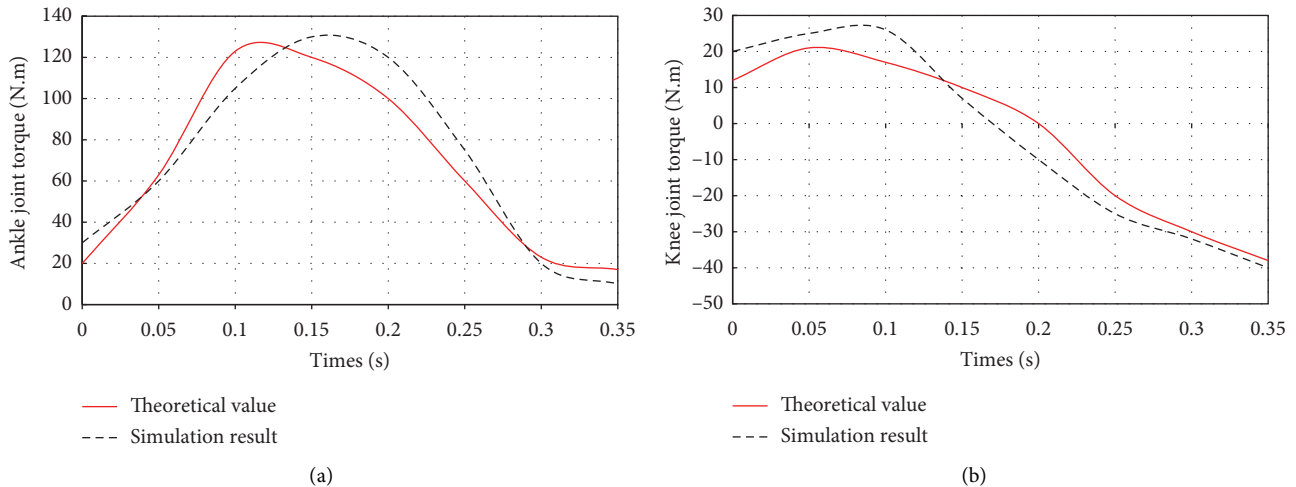 140
120
100
80
60
40
20
0
Ankle joint torque (N.m)
0 0.05 0.1 0.15 0.2 0.25 0.3 0.35
Times (s)
Theoretical value
Simulation result
(a)
30
20
10
0
−10
−20
−30
−40
−50
Knee joint torque (N.m)
0 0.05 0.1 0.15 0.2 0.25 0.3 0.35
Times (s)
Theoretical value
Simulation result
(b)